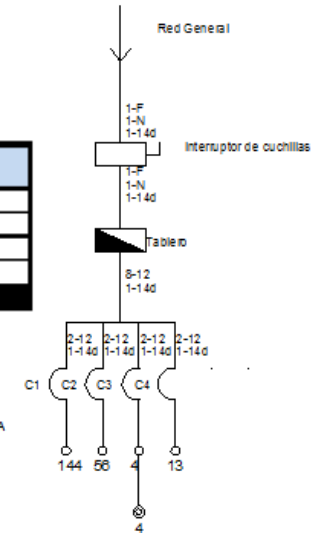 Red General
1-F
1-N
1-14d
Interruptor de cuchillas
1-F
1-N
1-14d
Tablero
8-12
1-14d
2-12 2-12 2-12 2-12
1-14d 1-14d 1-14d 1-14d
C1 C2 C3 C4
A
144 56 4 13
4